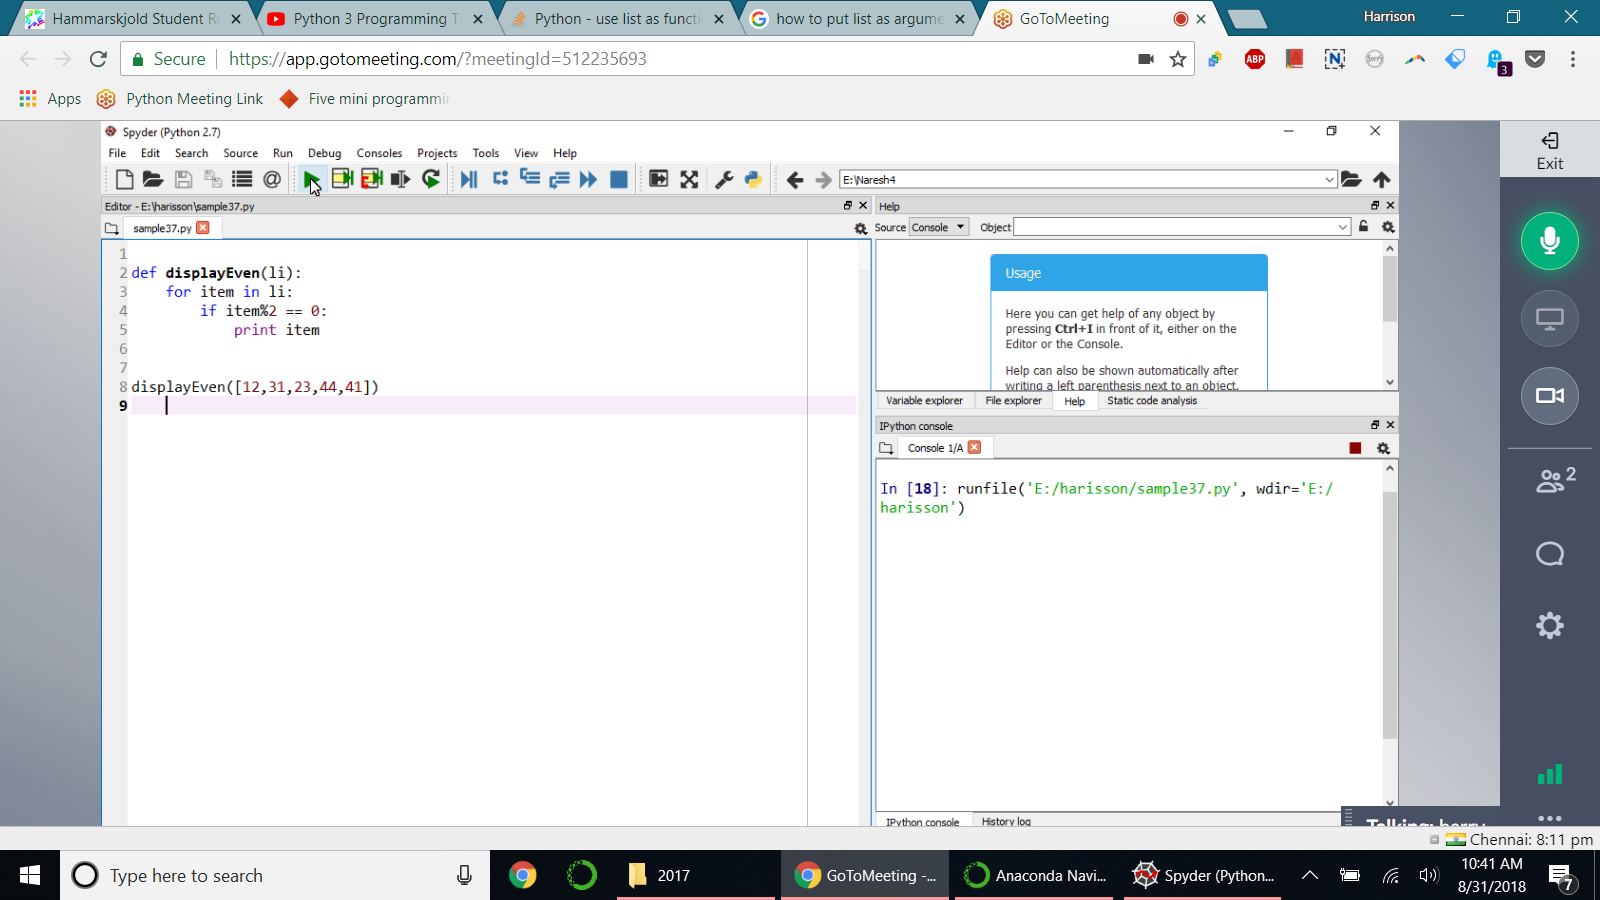 Hammarskjold Student Re
Python 3 Programming T
Python - use list as functi
how to put list as argume
GoToMeeting
Harrison
Secure
https://app.gotomeeting.com/?meetingId=512235693
ABP
N
3
Apps
Python Meeting Link
Five mini programmin
Spyder (Python 2.7)
File Edit Search Source Run Debug Consoles Projects Tools View Help
E:\Naresh4
Editor - E:\harisson\sample37.py
sample37.py
1
2 def displayEven(li):
3 for item in li:
4 if item%2 == 0:
5 print item
6
7
8 displayEven([12,31,23,44,41])
9
Help
Source Console Object
Usage
Here you can get help of any object by
pressing Ctrl+I in front of it, either on the
Editor or the Console.
Help can also be shown automatically after
writing a left parenthesis next to an object.
Variable explorer File explorer Help Static code analysis
IPython console
Console 1/A
In [18]: runfile('E:/harisson/sample37.py', wdir='E:/
harisson')
IPython console History log
Exit
2
Talking: harry
Chennai: 8:11 pm
Type here to search
2017
GoToMeeting -...
Anaconda Navi...
Spyder (Python...
10:41 AM
8/31/2018
7